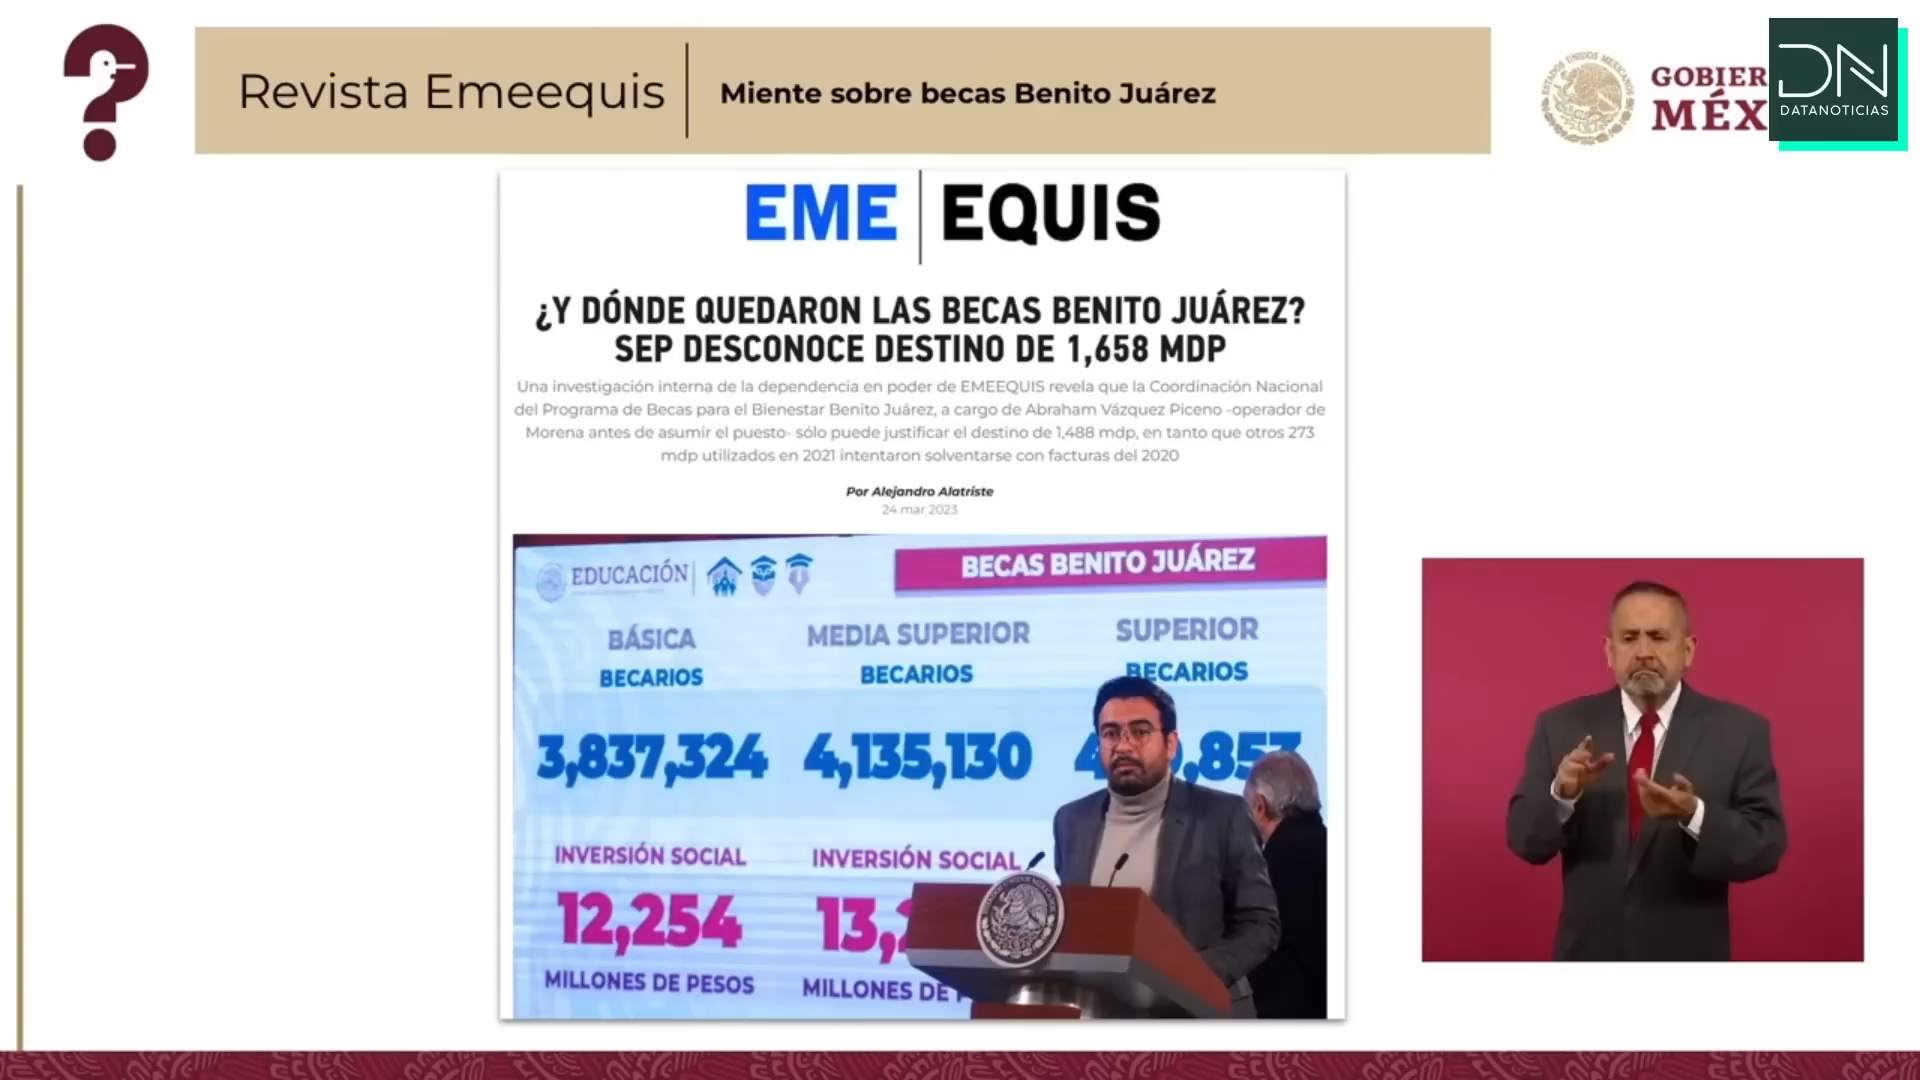 Revista Emeequis
Miente sobre becas Benito Juárez
GOBIER
MÉX
DN
DATANOTICIAS
EME EQUIS
¿Y DÓNDE QUEDARON LAS BECAS BENITO JUÁREZ?
SEP DESCONOCE DESTINO DE 1,658 MDP
Una investigación interna de la dependencia en poder de EMEEQUIS revela que la Coordinación Nacional
del Programa de Becas para el Bienestar Benito Juárez, a cargo de Abraham Vázquez Piceno -operador de
Morena antes de asumir el puesto- sólo puede justificar el destino de 1,488 mdp, en tanto que otros 273
mdp utilizados en 2021 intentaron solventarse con facturas del 2020
Por Alejandro Alatriste
24 mar 2023
EDUCACIÓN
BECAS BENITO JUÁREZ
BÁSICA MEDIA SUPERIOR SUPERIOR
BECARIOS BECARIOS BECARIOS
3,837,324 4,135,130
INVERSIÓN SOCIAL INVERSIÓN SOCIAL
12,254 13,
MILLONES DE PESOS MILLONES DE
ESTADOS UNIDOS MEXICANOS